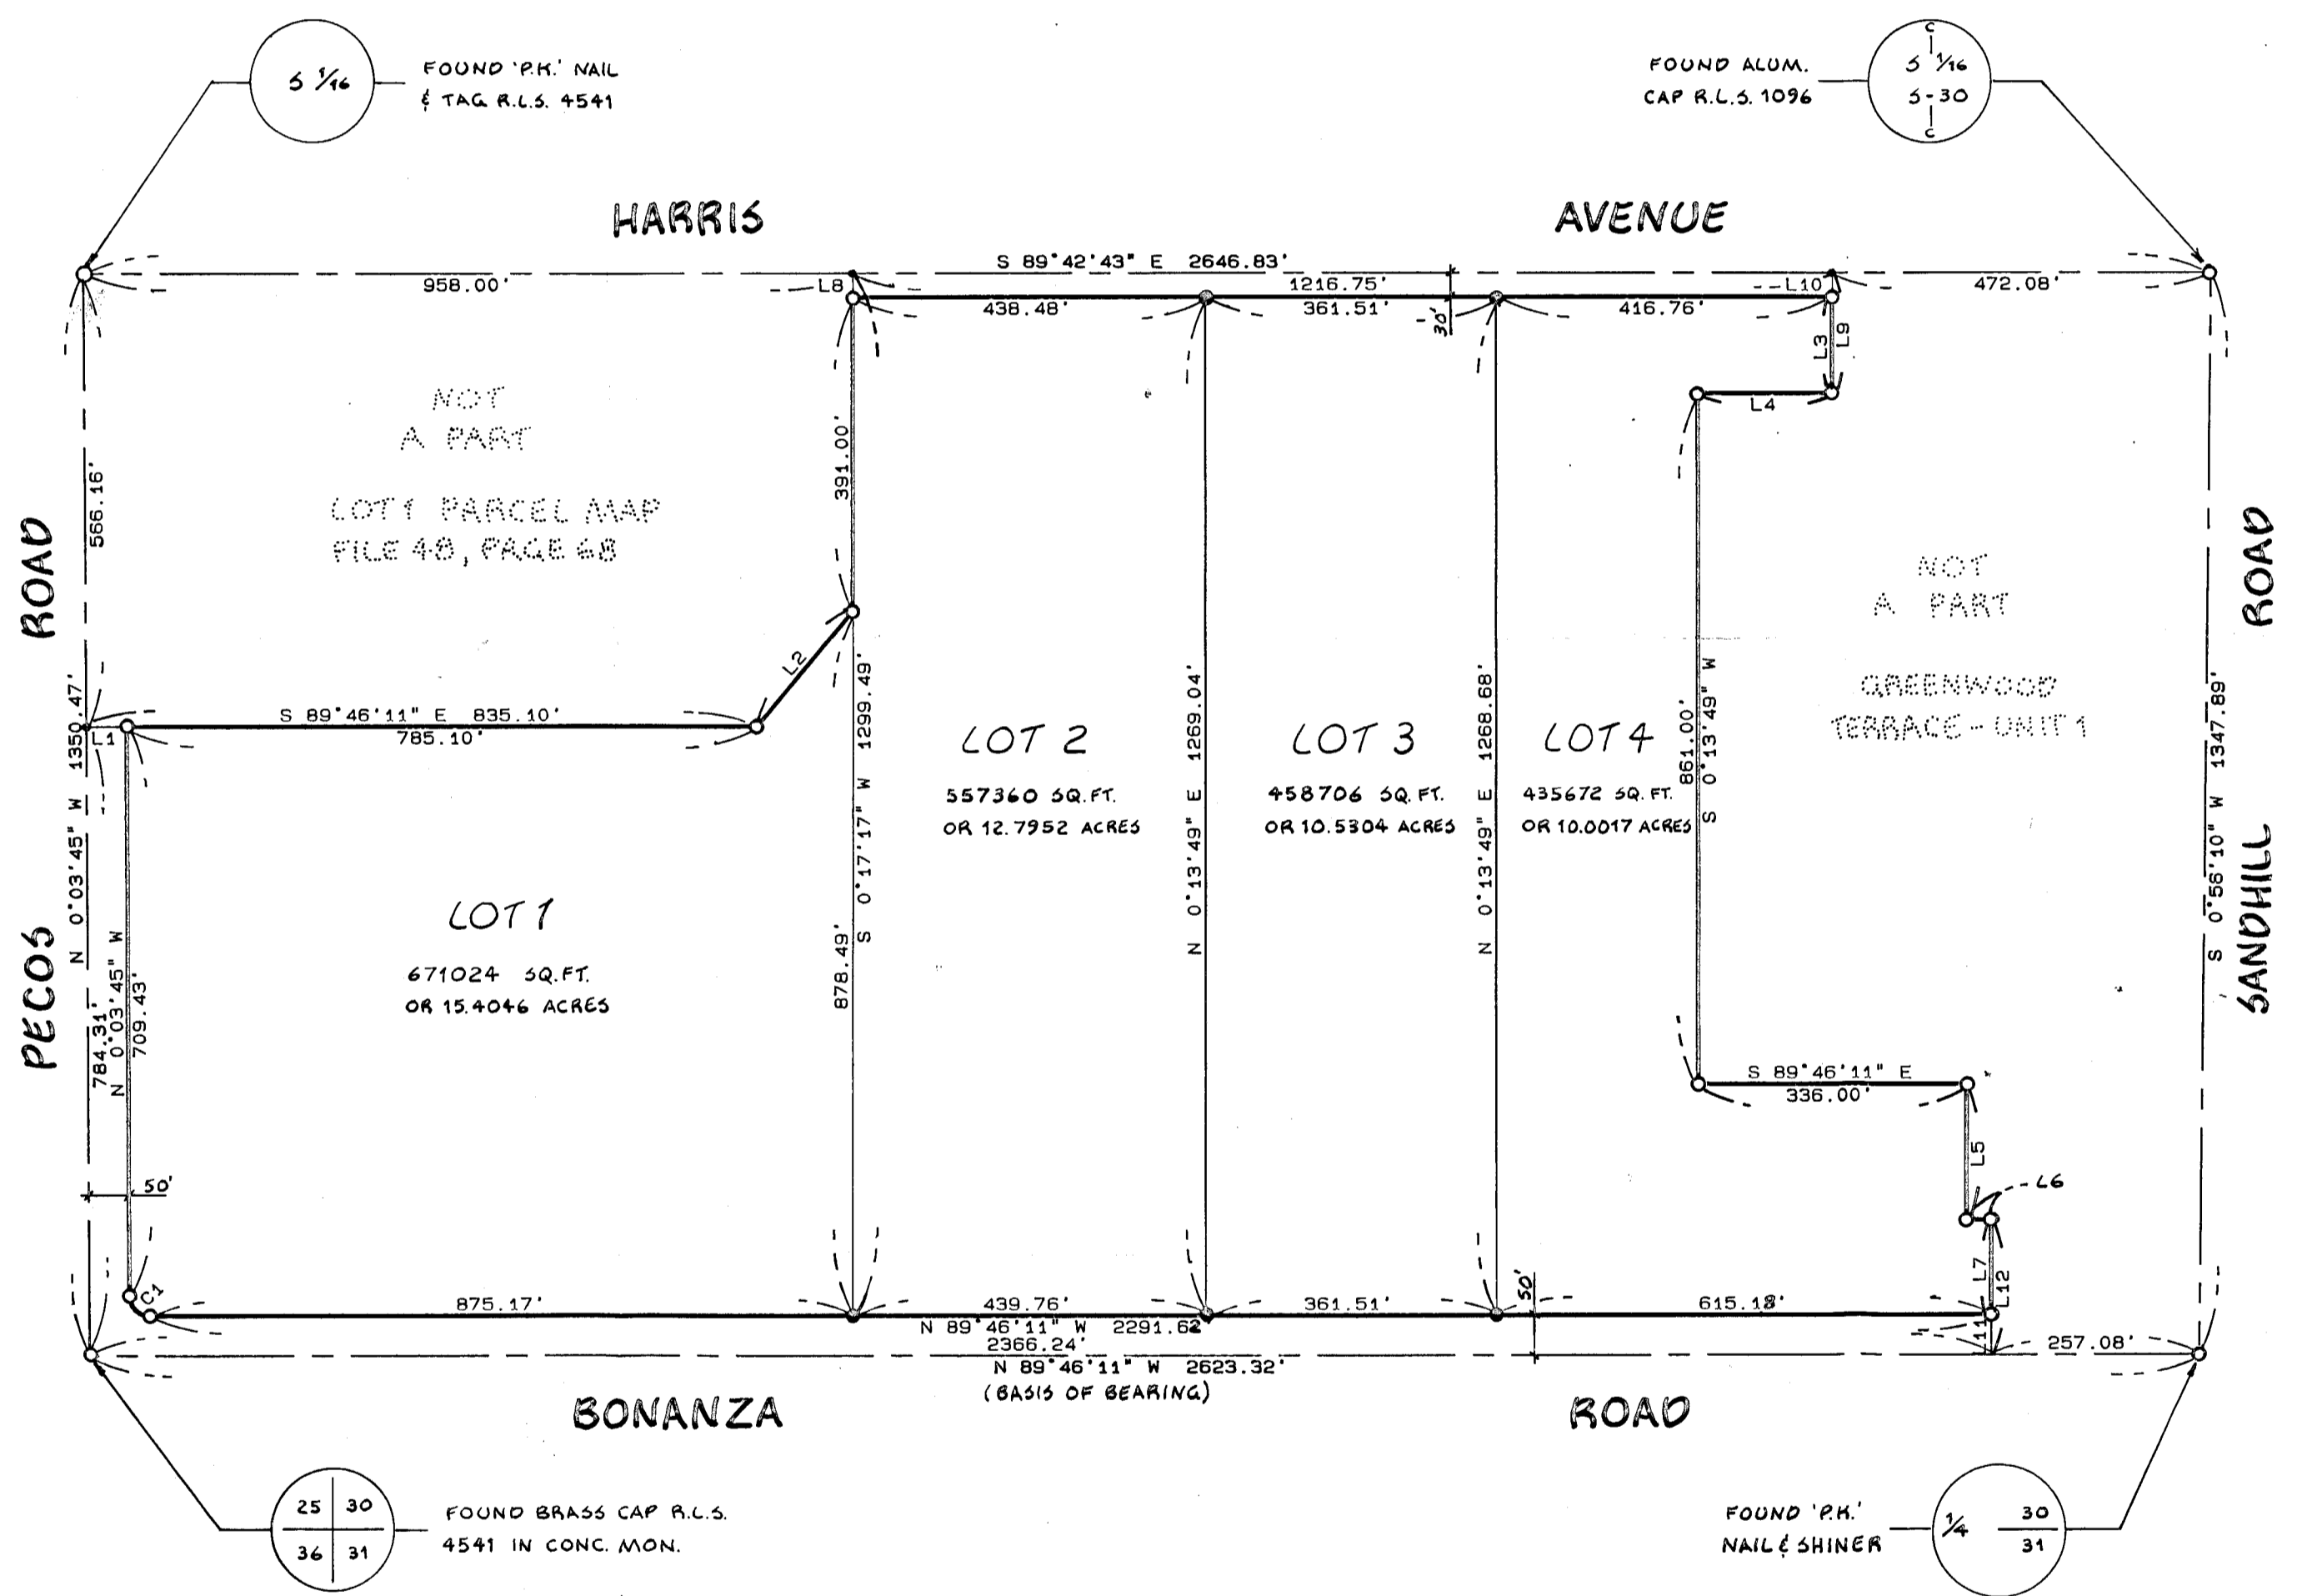 S 1/16
FOUND 'P.K.' NAIL
& TAG R.L.S. 4541
FOUND ALUM.
CAP R.L.S. 1096
C
S 1/16
S-30
C
HARRIS AVENUE
S 89°42'43" E 2646.83'
958.00'
L8
1216.75'
L10
472.08'
438.48'
361.51'
30'
416.76'
L3
L9
L4
NOT
A PART
LOT 1 PARCEL MAP
FILE 48, PAGE 68
391.00'
566.16'
ROAD
PECOS
N 0°03'45" W 1350.47'
L1
S 89°46'11" E 835.10'
785.10'
L2
S 0°17'17" W 1299.49'
878.49'
N 0°13'49" E 1269.04'
N 0°13'49" E 1268.68'
861.00'
S 0°13'49" W
NOT
A PART
GREENWOOD
TERRACE - UNIT 1
ROAD
SANDHILL
S 0°56'10" W 1347.89'
LOT 2
557360 SQ.FT.
OR 12.7952 ACRES
LOT 3
458706 SQ.FT.
OR 10.5304 ACRES
LOT 4
435672 SQ.FT.
OR 10.0017 ACRES
LOT 1
671024 SQ.FT.
OR 15.4046 ACRES
784.31'
N 0°03'45" W
709.43'
50'
C1
S 89°46'11" E
336.00'
L5
L6
L7
L12
L11
875.17'
439.76'
361.51'
50'
615.18'
N 89°46'11" W 2291.62'
2366.24'
257.08'
N 89°46'11" W 2623.32'
(BASIS OF BEARING)
BONANZA ROAD
25 30
36 31
FOUND BRASS CAP R.L.S.
4541 IN CONC. MON.
FOUND 'P.K.'
NAIL & SHINER
1/4 30
31